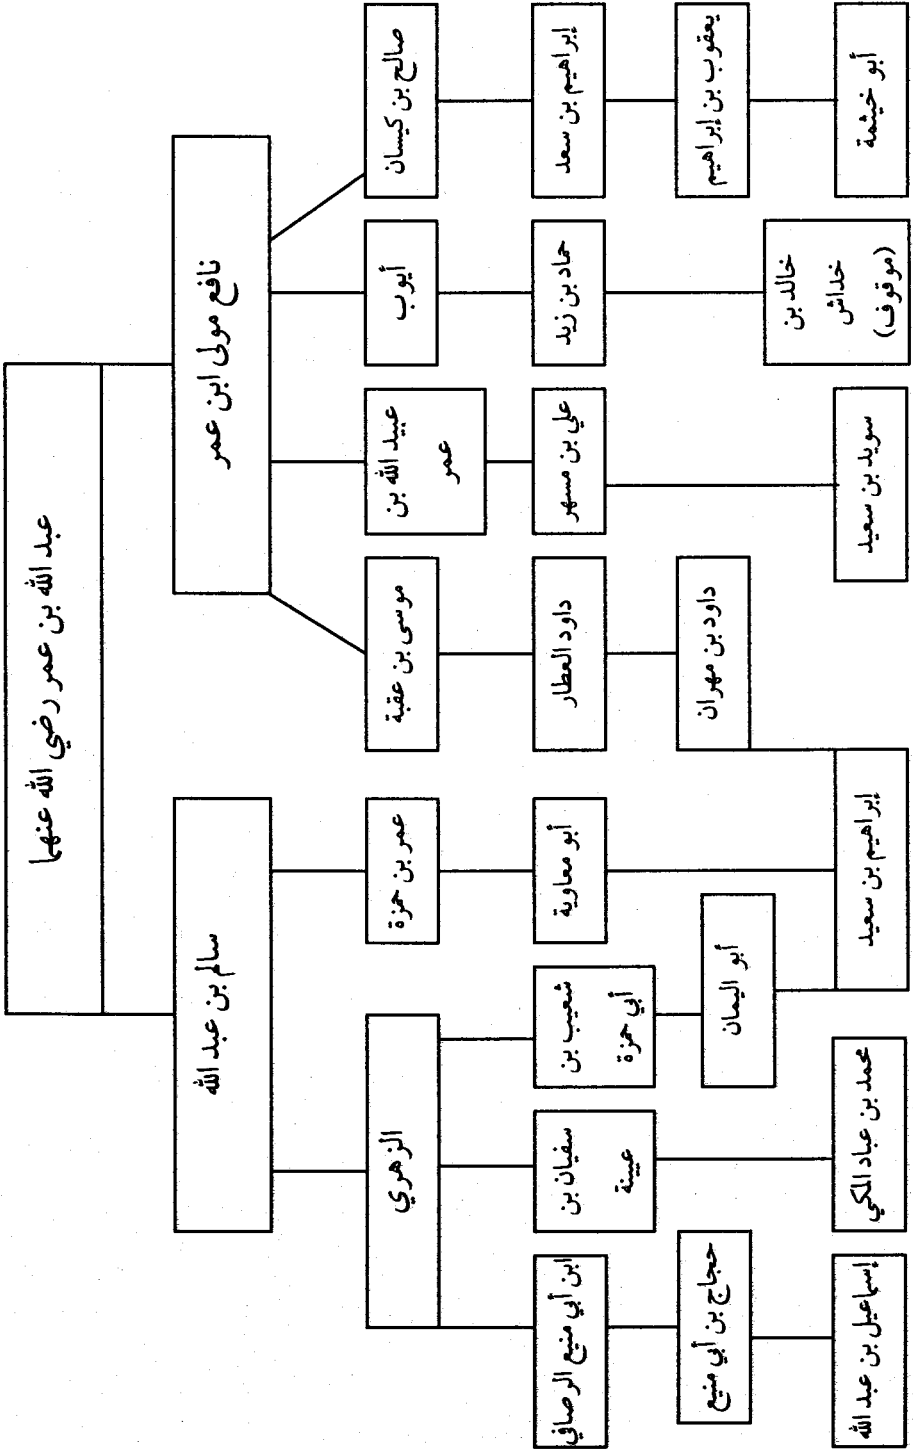 عبد الله بن عمر رضي الله عنهما
نافع مولى ابن عمر
سالم بن عبد الله
صالح بن كيسان
أيوب
عبيد الله بن
عمر
موسى بن عقبة
عمر بن حمزة
الزهري
إبراهيم بن سعد
حماد بن زيد
علي بن مسهر
داود العطار
أبو معاوية
شعيب بن
أبي حمزة
سفيان بن
عيينة
ابن أبي منيع الرصافي
يعقوب بن إبراهيم
داود بن مهران
أبو اليمان
حجاج بن أبي منيع
أبو خيثمة
خالد بن
خداش
(موقوف)
سويد بن سعيد
إبراهيم بن سعيد
محمد بن عباد المكي
إسماعيل بن عبد الله